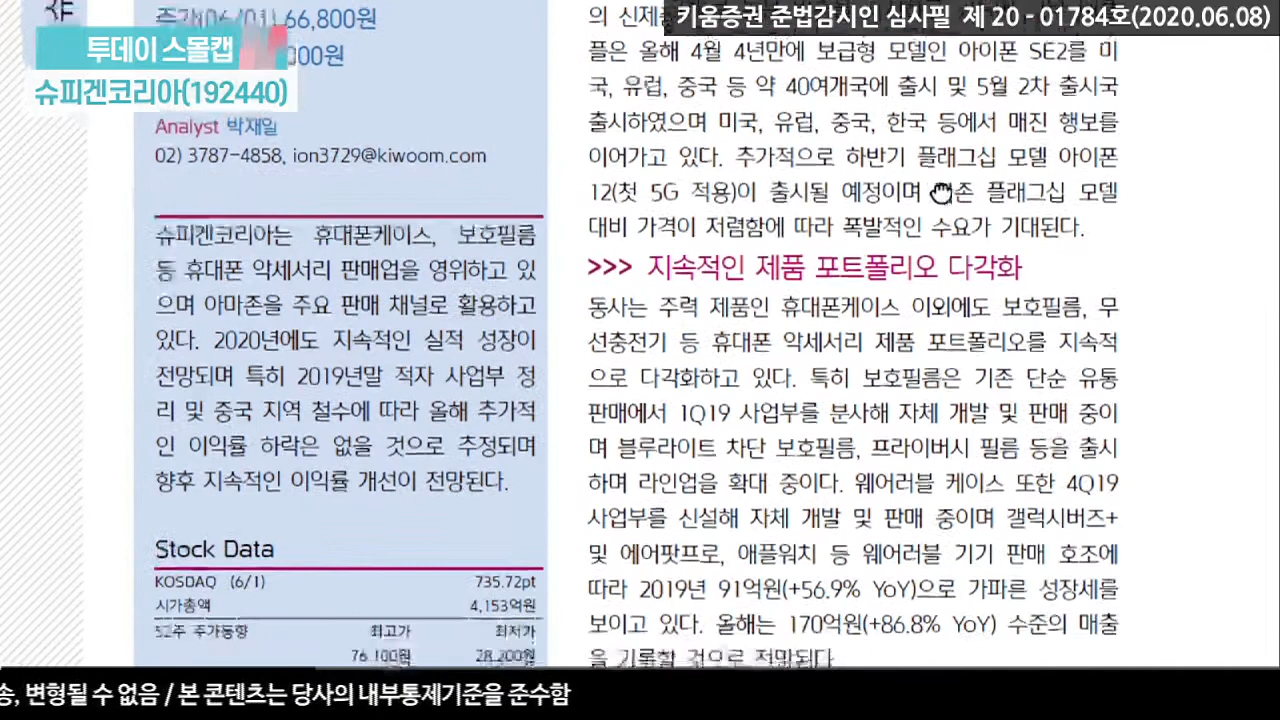 키움증권 준법감시인 심사필 제 20 - 01784호(2020.06.08)
투데이 스몰캡
슈피겐코리아(192440)
주가(06/01) 66,800원
00원
Analyst 박재일
02) 3787-4858, ion3729@kiwoom.com
슈피겐코리아는 휴대폰케이스, 보호필름
등 휴대폰 악세서리 판매업을 영위하고 있
으며 아마존을 주요 판매 채널로 활용하고
있다. 2020년에도 지속적인 실적 성장이
전망되며 특히 2019년말 적자 사업부 정
리 및 중국 지역 철수에 따라 올해 추가적
인 이익률 하락은 없을 것으로 추정되며
향후 지속적인 이익률 개선이 전망된다.
Stock Data
KOSDAQ (6/1) 735.72pt
시가총액 4,153억원
52주 주가동향 최고가 최저가
76,100원 28,200원
의 신제
플은 올해 4월 4년만에 보급형 모델인 아이폰 SE2를 미
국, 유럽, 중국 등 약 40여개국에 출시 및 5월 2차 출시국
출시하였으며 미국, 유럽, 중국, 한국 등에서 매진 행보를
이어가고 있다. 추가적으로 하반기 플래그십 모델 아이폰
12(첫 5G 적용)이 출시될 예정이며 존 플래그십 모델
대비 가격이 저렴함에 따라 폭발적인 수요가 기대된다.
>>> 지속적인 제품 포트폴리오 다각화
동사는 주력 제품인 휴대폰케이스 이외에도 보호필름, 무
선충전기 등 휴대폰 악세서리 제품 포트폴리오를 지속적
으로 다각화하고 있다. 특히 보호필름은 기존 단순 유통
판매에서 1Q19 사업부를 분사해 자체 개발 및 판매 중이
며 블루라이트 차단 보호필름, 프라이버시 필름 등을 출시
하며 라인업을 확대 중이다. 웨어러블 케이스 또한 4Q19
사업부를 신설해 자체 개발 및 판매 중이며 갤럭시버즈+
및 에어팟프로, 애플워치 등 웨어러블 기기 판매 호조에
따라 2019년 91억원(+56.9% YoY)으로 가파른 성장세를
보이고 있다. 올해는 170억원(+86.8% YoY) 수준의 매출
을 기록할 것으로 전망된다
송, 변형될 수 없음 / 본 콘텐츠는 당사의 내부통제기준을 준수함